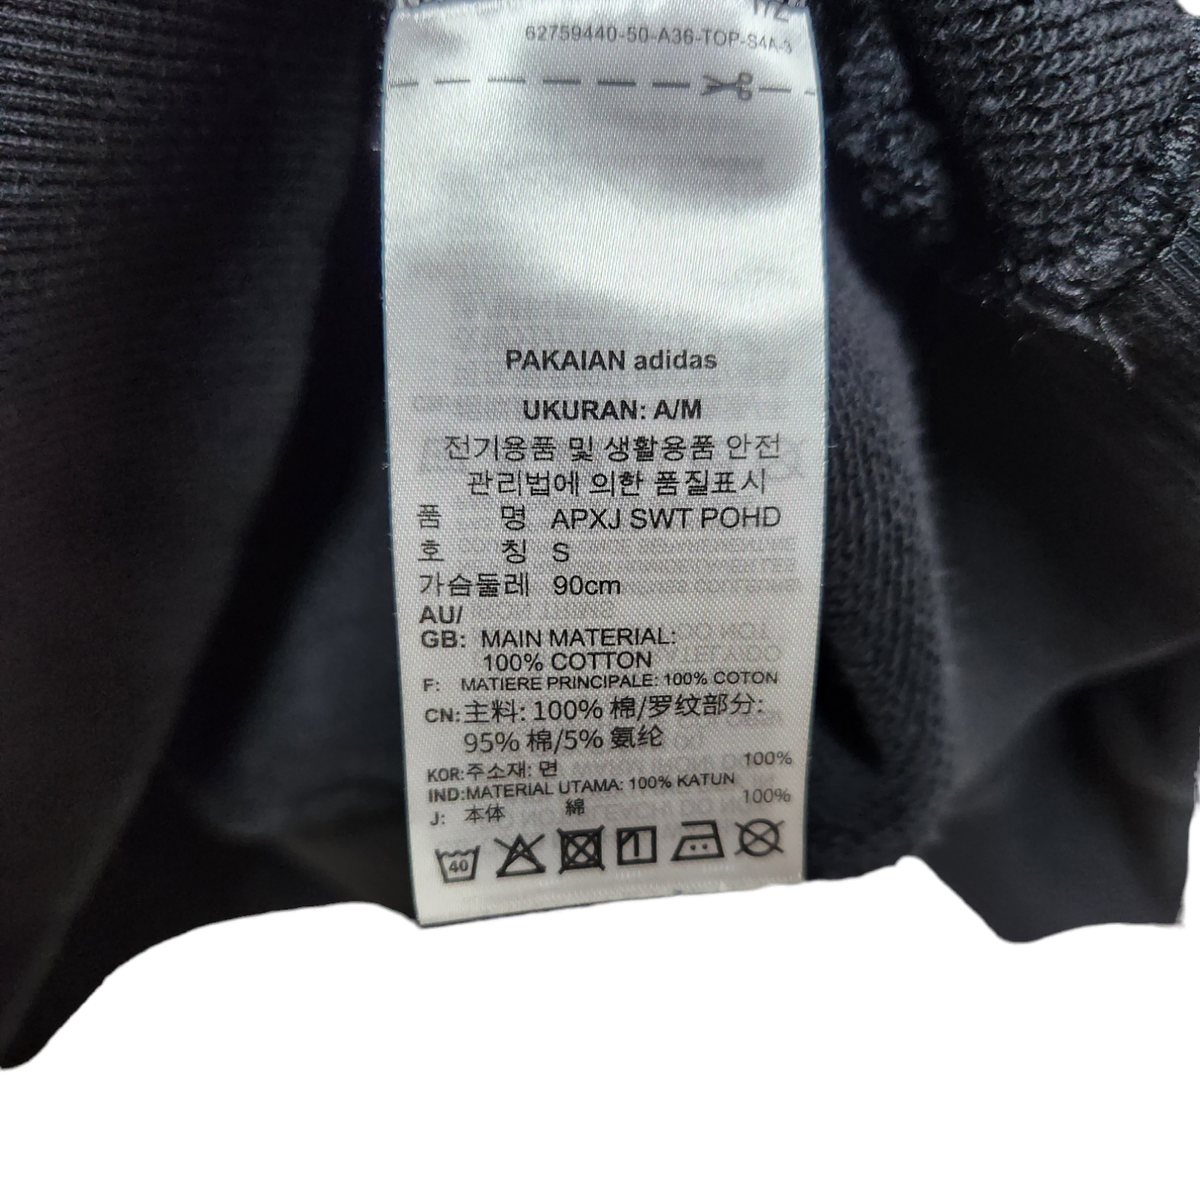 62759440-50-A36-TOP-S4A-3
PAKAIAN adidas
UKURAN: A/M
전기용품 및 생활용품 안전
관리법에 의한 품질표시
품 명 APXJ SWT POHD
호 칭 S
가슴둘레 90cm
AU/
GB: MAIN MATERIAL:
100% COTTON
F: MATIERE PRINCIPALE: 100% COTON
CN:主料: 100% 棉/罗纹部分:
95% 棉/5% 氨纶
KOR:주소재: 면 100%
IND:MATERIAL UTAMA: 100% KATUN
J: 本体 綿 100%
40